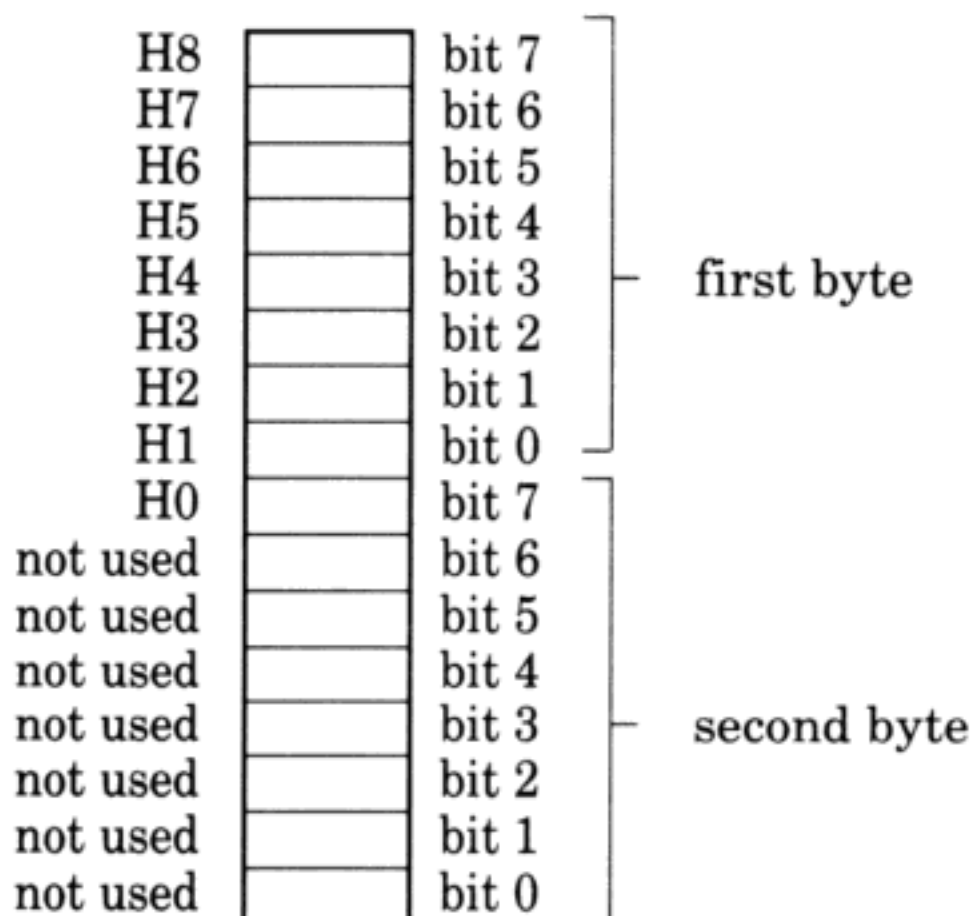 H8 bit 7
H7 bit 6
H6 bit 5
H5 bit 4
H4 bit 3 first byte
H3 bit 2
H2 bit 1
H1 bit 0
H0 bit 7
not used bit 6
not used bit 5
not used bit 4
not used bit 3 second byte
not used bit 2
not used bit 1
not used bit 0